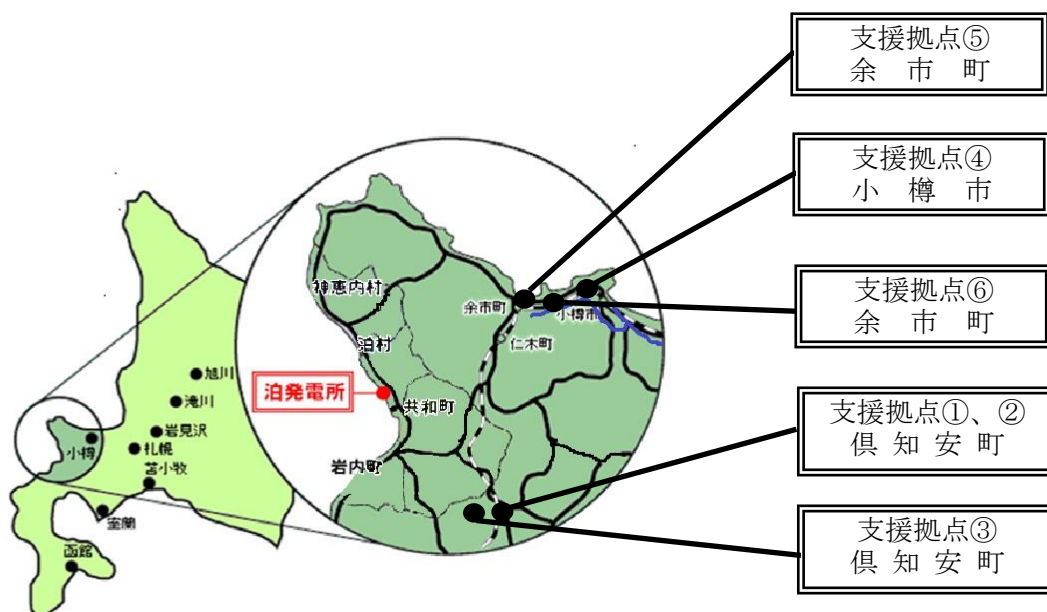 支援拠点⑤
余 市 町
支援拠点④
小 樽 市
支援拠点⑥
余 市 町
支援拠点①、②
倶 知 安 町
支援拠点③
倶 知 安 町
神恵内村
泊村
泊発電所
共和町
岩内町
余市町
小樽市
仁木町
旭川
滝川
岩見沢
小樽
札幌
苫小牧
室蘭
函館